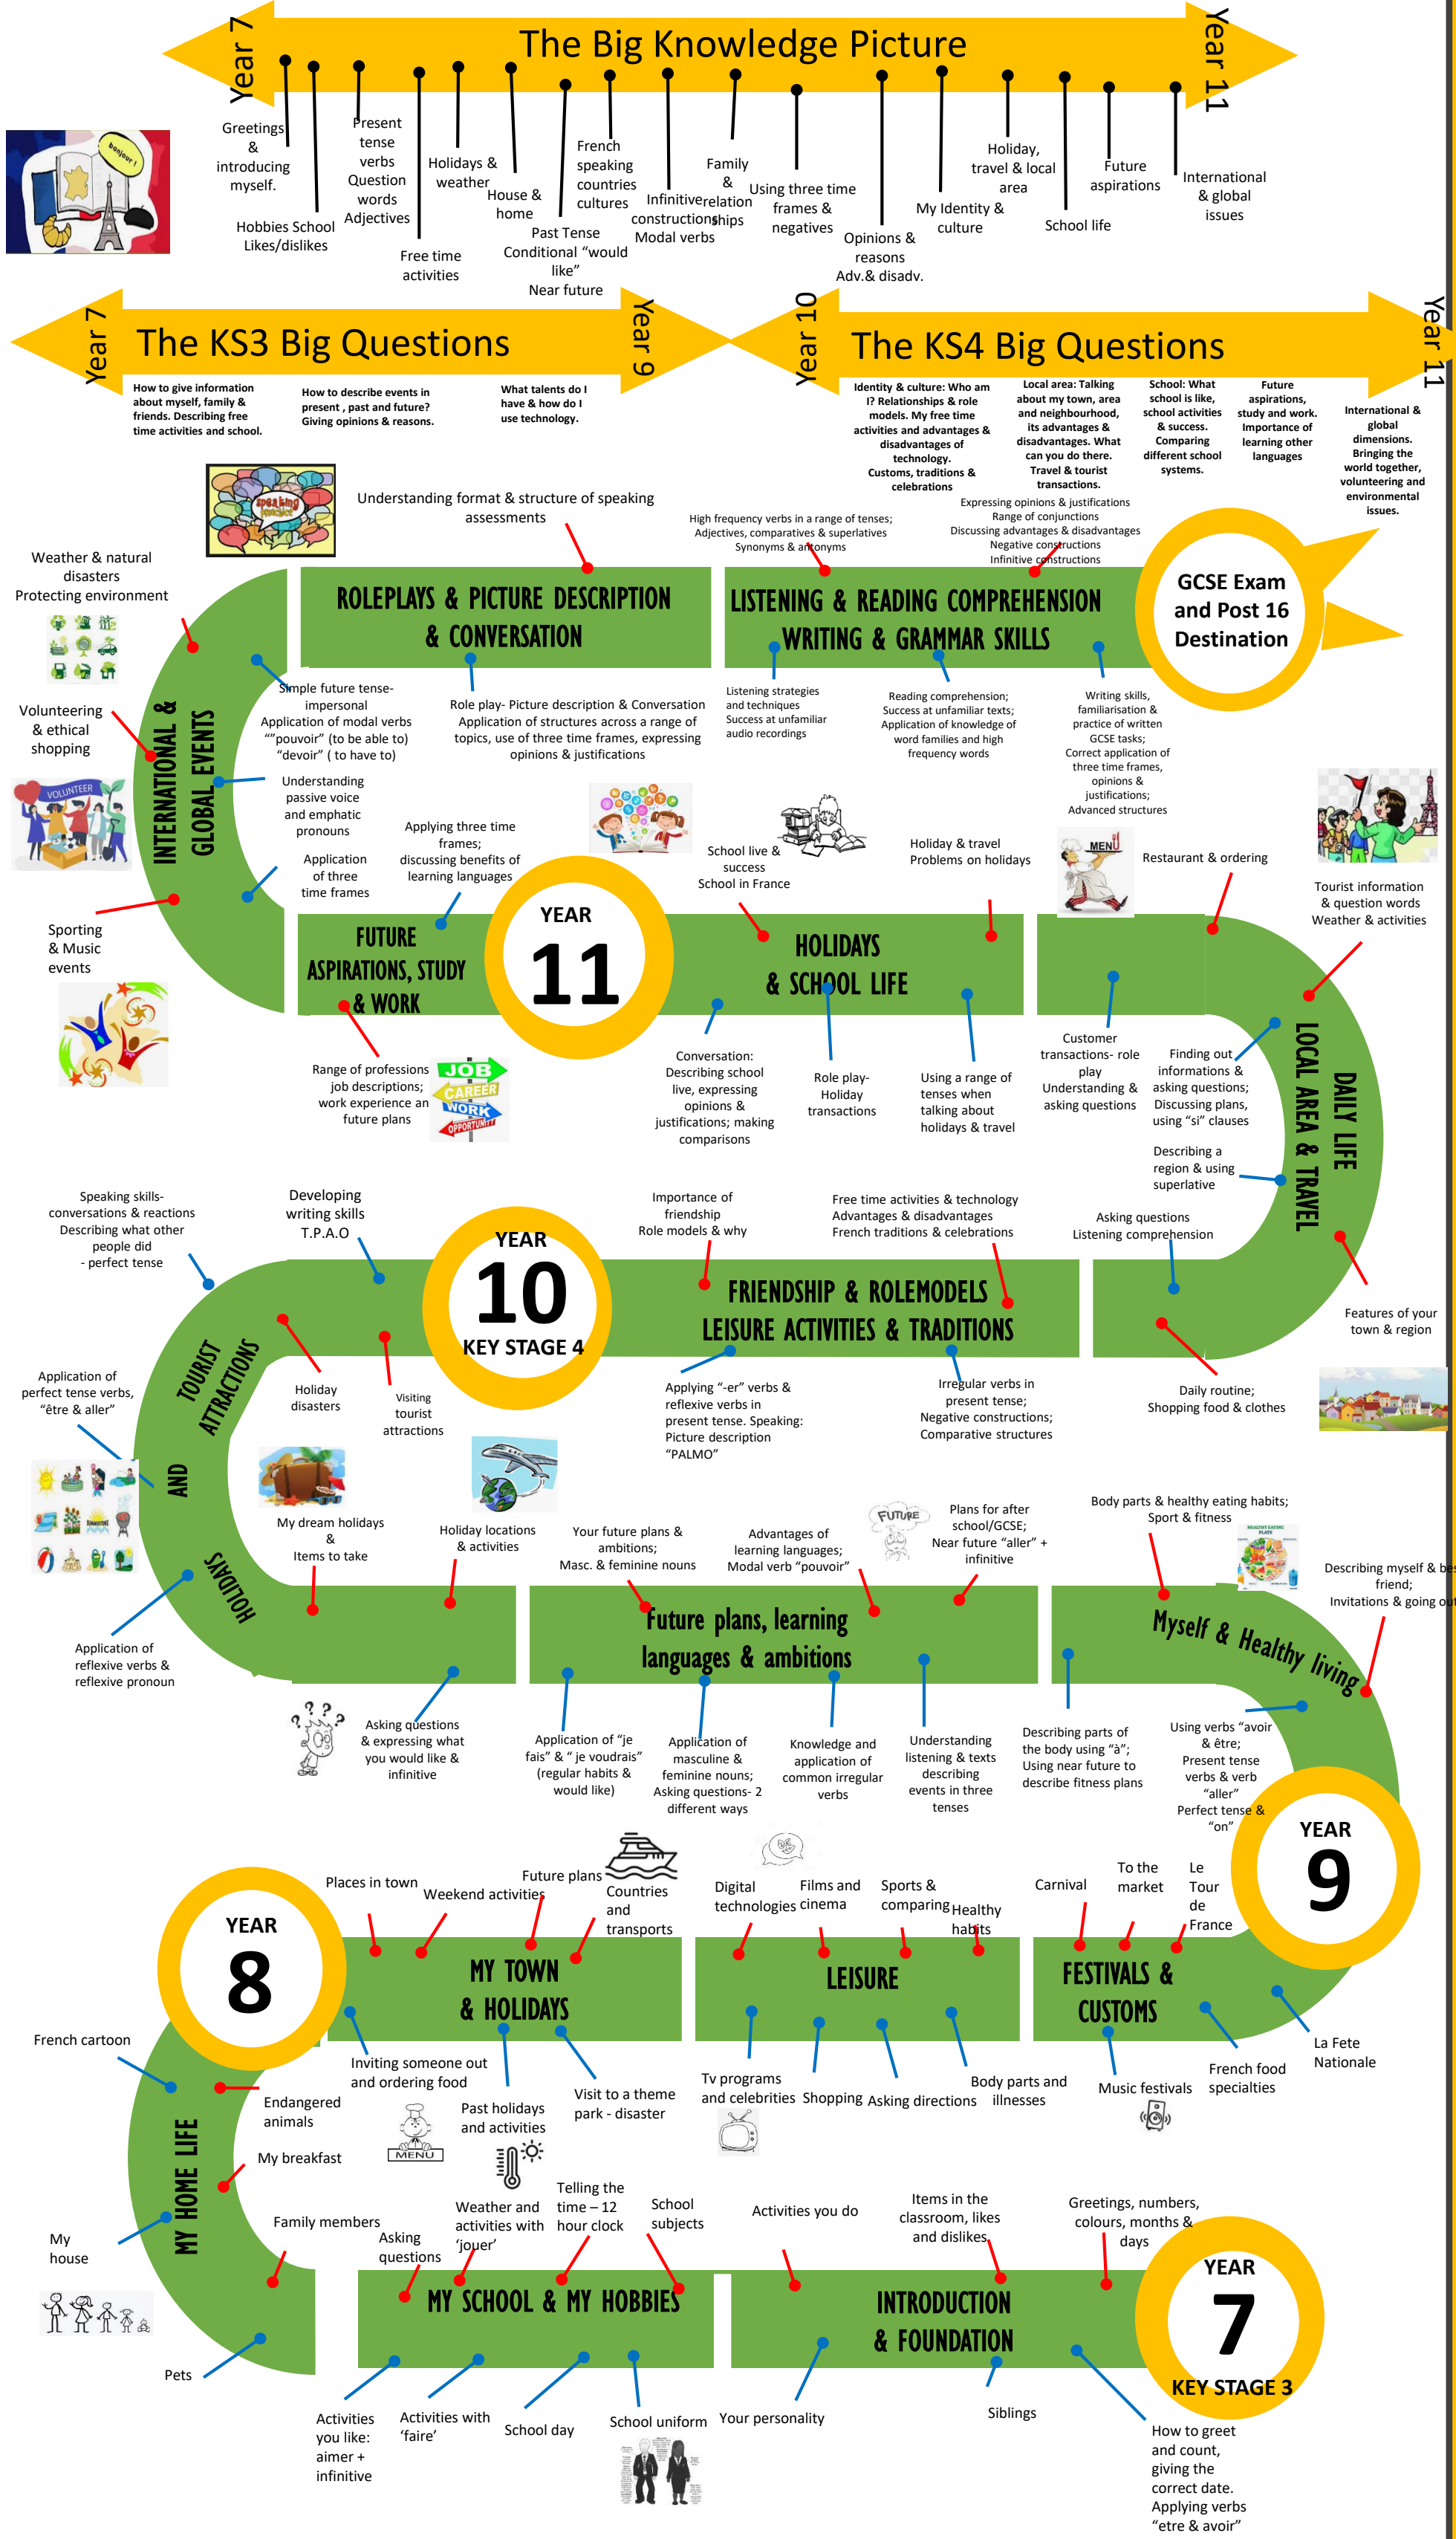 The Big Knowledge Picture
Year 7
Year 11
bonjour !
Greetings
&
introducing
myself.
Hobbies School
Likes/dislikes
Present
tense
verbs
Question
words
Adjectives
Free time
activities
Holidays &
weather
House &
home
Past Tense
Conditional “would
like”
Near future
French
speaking
countries
cultures
Infinitive
constructions
Modal verbs
Family
&
relation
ships
Using three time
frames &
negatives
Opinions &
reasons
Adv.& disadv.
My Identity &
culture
Holiday,
travel & local
area
School life
Future
aspirations
International
& global
issues
Year 7
The KS3 Big Questions
Year 9
Year 10
The KS4 Big Questions
Year 11
How to give information
about myself, family &
friends. Describing free
time activities and school.
How to describe events in
present , past and future?
Giving opinions & reasons.
What talents do I
have & how do I
use technology.
Identity & culture: Who am
I? Relationships & role
models. My free time
activities and advantages &
disadvantages of
technology.
Customs, traditions &
celebrations
Local area: Talking
about my town, area
and neighbourhood,
its advantages &
disadvantages. What
can you do there.
Travel & tourist
transactions.
School: What
school is like,
school activities
& success.
Comparing
different school
systems.
Future
aspirations,
study and work.
Importance of
learning other
languages
International &
global
dimensions.
Bringing the
world together,
volunteering and
environmental
issues.
speaking
practice
Understanding format & structure of speaking
assessments
High frequency verbs in a range of tenses;
Adjectives, comparatives & superlatives
Synonyms & antonyms
Expressing opinions & justifications
Range of conjunctions
Discussing advantages & disadvantages
Negative constructions
Infinitive constructions
Weather & natural
disasters
Protecting environment
ROLEPLAYS & PICTURE DESCRIPTION
& CONVERSATION
LISTENING & READING COMPREHENSION
WRITING & GRAMMAR SKILLS
GCSE Exam
and Post 16
Destination
Volunteering
& ethical
shopping
VOLUNTEER
INTERNATIONAL &
GLOBAL EVENTS
Simple future tense-
impersonal
Application of modal verbs
“”pouvoir” (to be able to)
“devoir” ( to have to)
Understanding
passive voice
and emphatic
pronouns
Application
of three
time frames
Role play- Picture description & Conversation
Application of structures across a range of
topics, use of three time frames, expressing
opinions & justifications
Listening strategies
and techniques
Success at unfamiliar
audio recordings
Reading comprehension;
Success at unfamiliar texts;
Application of knowledge of
word families and high
frequency words
Writing skills,
familiarisation &
practice of written
GCSE tasks;
Correct application of
three time frames,
opinions &
justifications;
Advanced structures
Sporting
& Music
events
Applying three time
frames;
discussing benefits of
learning languages
School live &
success
School in France
Holiday & travel
Problems on holidays
MENU
Restaurant & ordering
Tourist information
& question words
Weather & activities
FUTURE
ASPIRATIONS, STUDY
& WORK
YEAR
11
HOLIDAYS
& SCHOOL LIFE
Range of professions
job descriptions;
work experience an
future plans
JOB
CAREER
WORK
OPPORTUNITY
Conversation:
Describing school
live, expressing
opinions &
justifications; making
comparisons
Role play-
Holiday
transactions
Using a range of
tenses when
talking about
holidays & travel
Customer
transactions- role
play
Understanding &
asking questions
Finding out
informations &
asking questions;
Discussing plans,
using “si” clauses
Describing a
region & using
superlative
DAILY LIFE
LOCAL AREA & TRAVEL
Speaking skills-
conversations & reactions
Describing what other
people did
- perfect tense
Developing
writing skills
T.P.A.O
Importance of
friendship
Role models & why
Free time activities & technology
Advantages & disadvantages
French traditions & celebrations
Asking questions
Listening comprehension
Features of your
town & region
YEAR
10
KEY STAGE 4
FRIENDSHIP & ROLEMODELS
LEISURE ACTIVITIES & TRADITIONS
Application of
perfect tense verbs,
“être & aller”
TOURIST
ATTRACTIONS
AND
HOLIDAYS
Holiday
disasters
Visiting
tourist
attractions
Applying “-er” verbs &
reflexive verbs in
present tense. Speaking:
Picture description
“PALMO”
Irregular verbs in
present tense;
Negative constructions;
Comparative structures
Daily routine;
Shopping food & clothes
SUMMERTIME
My dream holidays
&
Items to take
Holiday locations
& activities
Your future plans &
ambitions;
Masc. & feminine nouns
Advantages of
learning languages;
Modal verb “pouvoir”
FUTURE
Plans for after
school/GCSE;
Near future “aller” +
infinitive
Body parts & healthy eating habits;
Sport & fitness
HEALTHY EATING
PLATE
Describing myself & bes
friend;
Invitations & going out
Future plans, learning
languages & ambitions
Myself & Healthy living
Application of
reflexive verbs &
reflexive pronoun
Asking questions
& expressing what
you would like &
infinitive
Application of “je
fais” & “ je voudrais”
(regular habits &
would like)
Application of
masculine &
feminine nouns;
Asking questions- 2
different ways
Knowledge and
application of
common irregular
verbs
Understanding
listening & texts
describing
events in three
tenses
Describing parts of
the body using “à”;
Using near future to
describe fitness plans
Using verbs “avoir
& être;
Present tense
verbs & verb
“aller”
Perfect tense &
“on”
YEAR
9
YEAR
8
Places in town
Weekend activities
Future plans
Countries
and
transports
Digital
technologies
Films and
cinema
Sports &
comparing
Healthy
habits
Carnival
To the
market
Le
Tour
de
France
MY TOWN
& HOLIDAYS
LEISURE
FESTIVALS &
CUSTOMS
French cartoon
Endangered
animals
Inviting someone out
and ordering food
MENU
Past holidays
and activities
Visit to a theme
park - disaster
Tv programs
and celebrities
Shopping
Asking directions
Body parts and
illnesses
Music festivals
French food
specialties
La Fete
Nationale
MY HOME LIFE
My breakfast
My
house
Family members
Asking
questions
Weather and
activities with
‘jouer’
Telling the
time – 12
hour clock
School
subjects
Activities you do
Items in the
classroom, likes
and dislikes
Greetings, numbers,
colours, months &
days
MY SCHOOL & MY HOBBIES
INTRODUCTION
& FOUNDATION
YEAR
7
KEY STAGE 3
Pets
Activities
you like:
aimer +
infinitive
Activities with
‘faire’
School day
School uniform
Your personality
Siblings
How to greet
and count,
giving the
correct date.
Applying verbs
“etre & avoir”